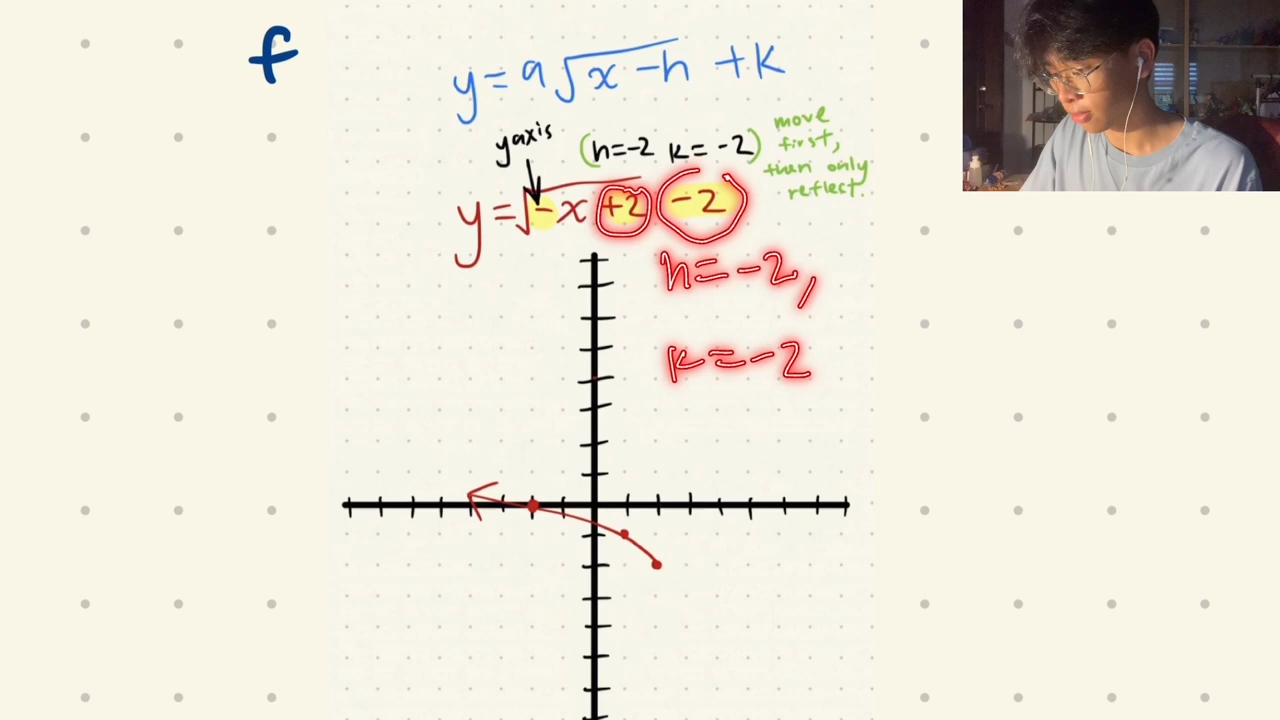 f
y = a√x - h + k
y axis
(h=-2 k= -2)
move
first,
then only
reflect.
y = √-x +2 -2
h = -2,
k = -2